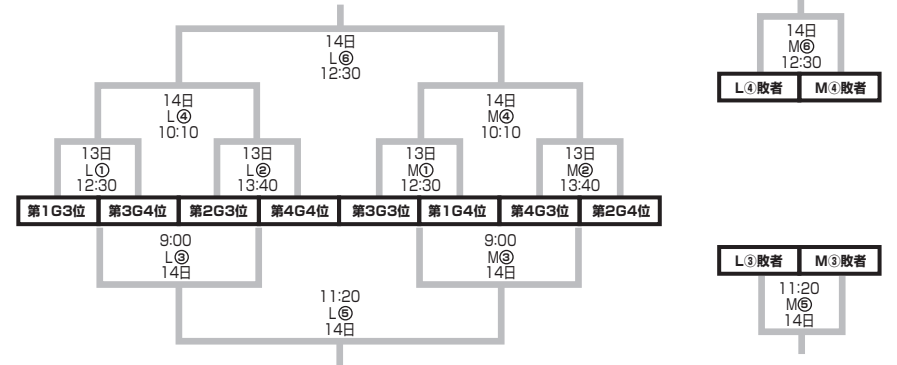 14日
L⑥
12:30
14日
L④
10:10
14日
M④
10:10
13日
L①
12:30
13日
L②
13:40
13日
M①
12:30
13日
M②
13:40
第1G3位 第3G4位 第2G3位 第4G4位 第3G3位 第1G4位 第4G3位 第2G4位
9:00
L③
14日
9:00
M③
14日
11:20
L⑤
14日
14日
M⑥
12:30
L④敗者 M④敗者
L③敗者 M③敗者
11:20
M⑤
14日